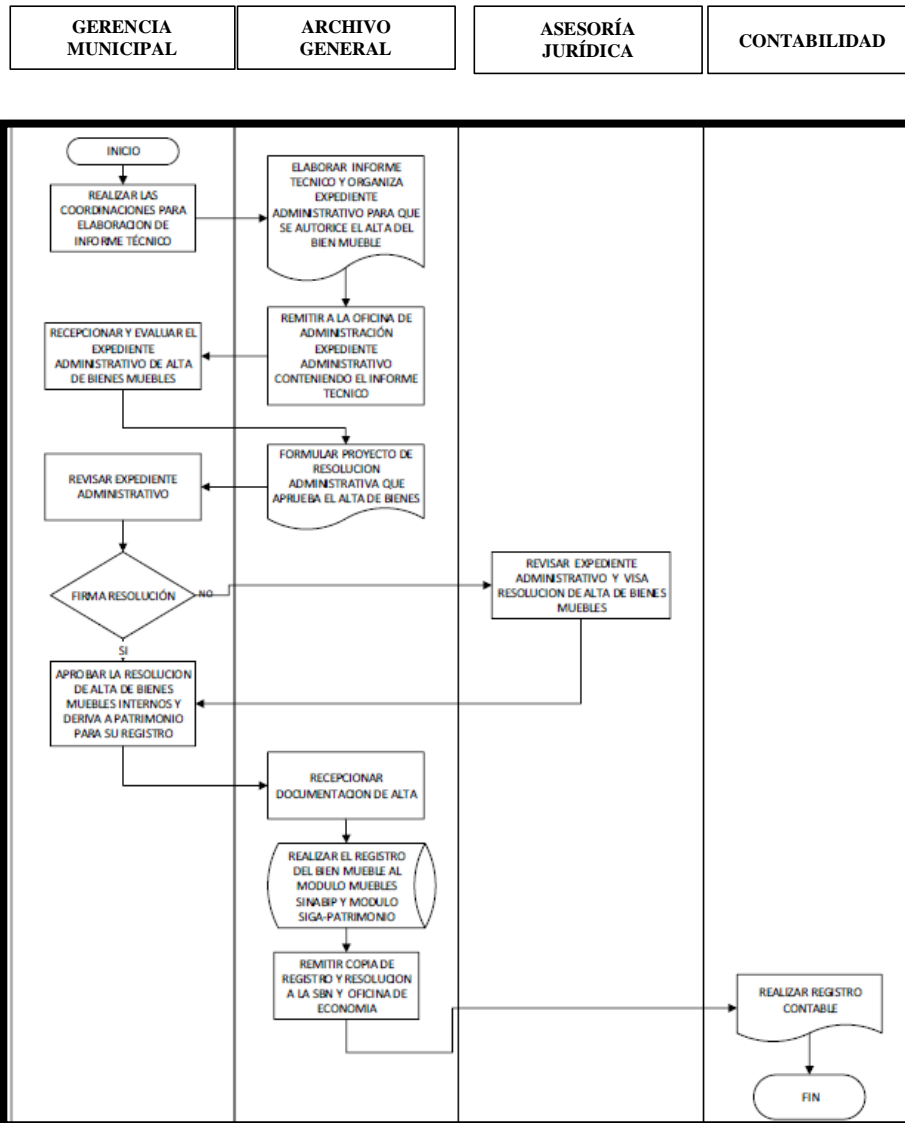 GERENCIA
MUNICIPAL
ARCHIVO
GENERAL
ASESORÍA
JURÍDICA
CONTABILIDAD
INICIO
REALIZAR LAS
COORDINACIONES PARA
ELABORACION DE
INFORME TÉCNICO
ELABORAR INFORME
TECNICO Y ORGANIZA
EXPEDIENTE
ADMINISTRATIVO PARA QUE
SE AUTORICE EL ALTA DEL
BIEN MUEBLE
REMITIR A LA OFICINA DE
ADMINISTRACIÓN
EXPEDIENTE
ADMINISTRATIVO
CONTENIENDO EL INFORME
TECNICO
RECEPCIONAR Y EVALUAR EL
EXPEDIENTE
ADMINISTRATIVO DE ALTA
DE BIENES MUEBLES
FORMULAR PROYECTO DE
RESOLUCION
ADMINISTRATIVA QUE
APRUEBA EL ALTA DE BIENES
REVISAR EXPEDIENTE
ADMINISTRATIVO
FIRMA RESOLUCIÓN
NO
REVISAR EXPEDIENTE
ADMINISTRATIVO Y VISA
RESOLUCION DE ALTA DE BIENES
MUEBLES
SI
APROBAR LA RESOLUCION
DE ALTA DE BIENES
MUEBLES INTERNOS Y
DERIVA A PATRIMONIO
PARA SU REGISTRO
RECEPCIONAR
DOCUMENTACION DE ALTA
REALIZAR EL REGISTRO
DEL BIEN MUEBLE AL
MODULO MUEBLES
SINABIP Y MODULO
SIGA-PATRIMONIO
REMITIR COPIA DE
REGISTRO Y RESOLUCION
A LA SBN Y OFICINA DE
ECONOMIA
REALIZAR REGISTRO
CONTABLE
FIN